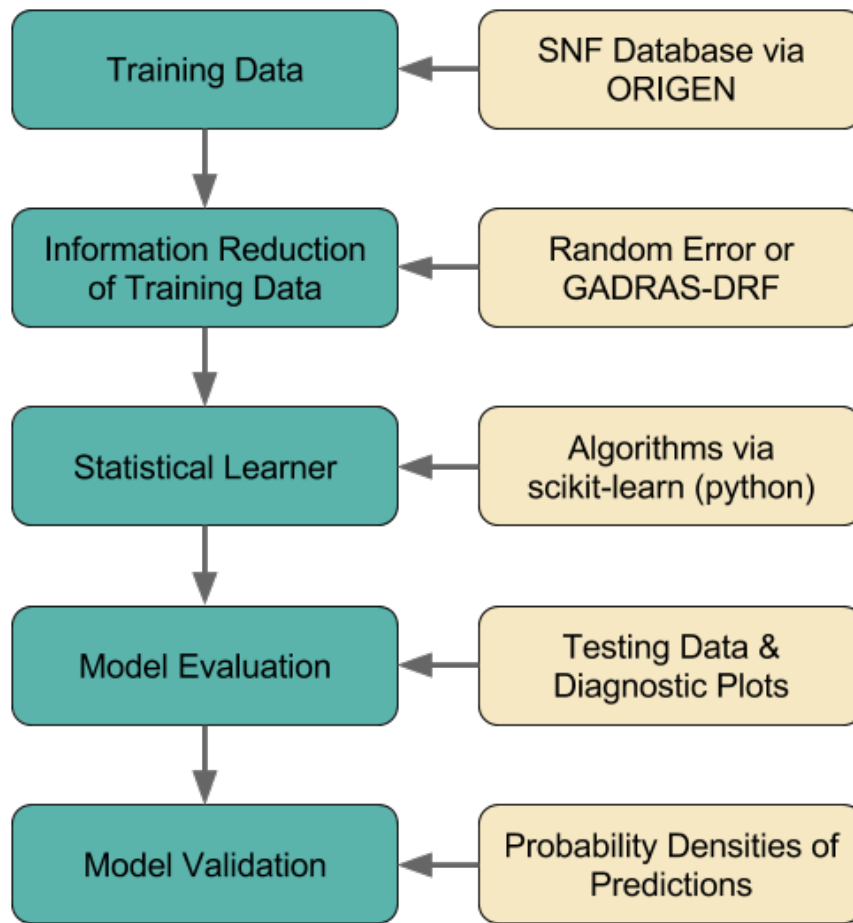 Training Data
SNF Database via
ORIGEN
Information Reduction
of Training Data
Random Error or
GADRAS-DRF
Statistical Learner
Algorithms via
scikit-learn (python)
Model Evaluation
Testing Data &
Diagnostic Plots
Model Validation
Probability Densities of
Predictions